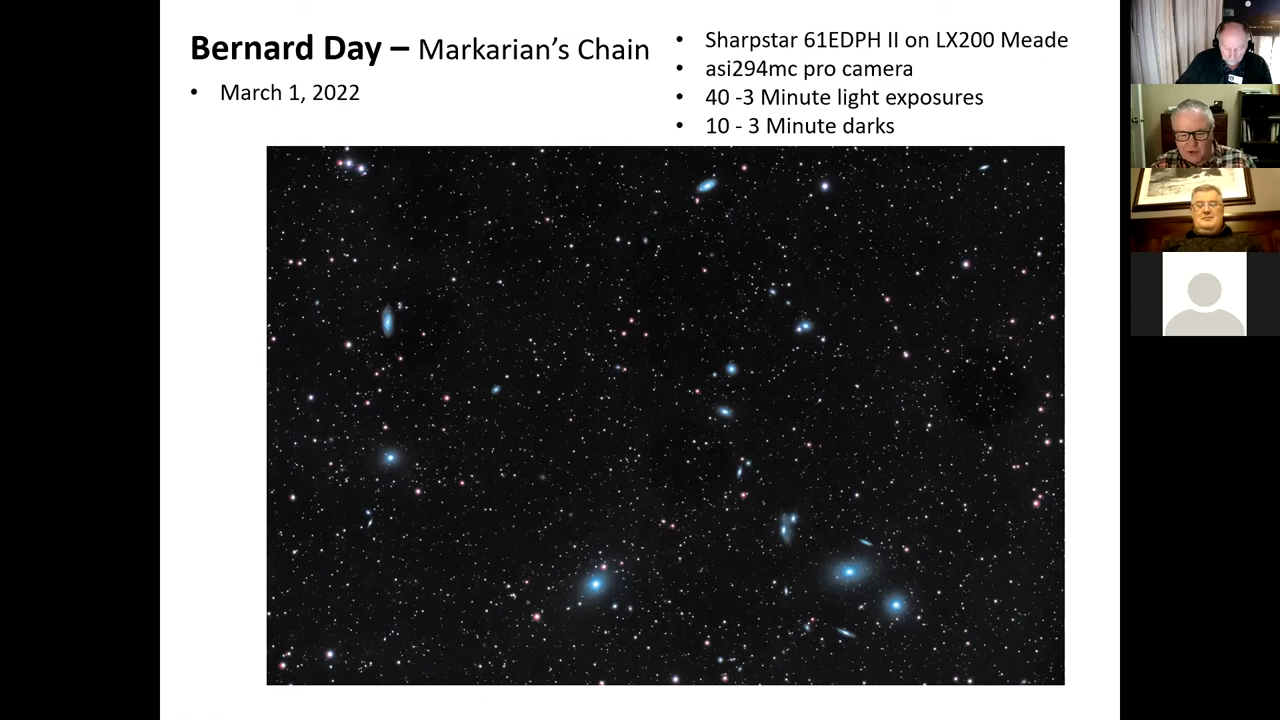 Bernard Day – Markarian's Chain
• March 1, 2022
• Sharpstar 61EDPH II on LX200 Meade
• asi294mc pro camera
• 40 -3 Minute light exposures
• 10 - 3 Minute darks